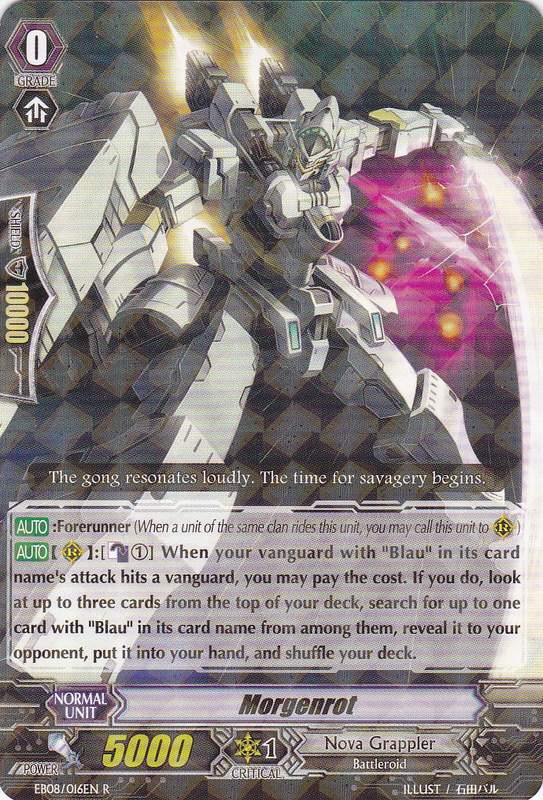 0
GRADE
SHIELD
10000
The gong resonates loudly. The time for savagery begins.
AUTO :Forerunner (When a unit of the same clan rides this unit, you may call this unit to R )
AUTO [ R ]:[ ①] When your vanguard with "Blau" in its card
name's attack hits a vanguard, you may pay the cost. If you do, look
at up to three cards from the top of your deck, search for up to one
card with "Blau" in its card name from among them, reveal it to your
opponent, put it into your hand, and shuffle your deck.
NORMAL
UNIT
Morgenrot
POWER
5000
1
CRITICAL
Nova Grappler
Battleroid
EB08/016EN R
ILLUST / 石田バル